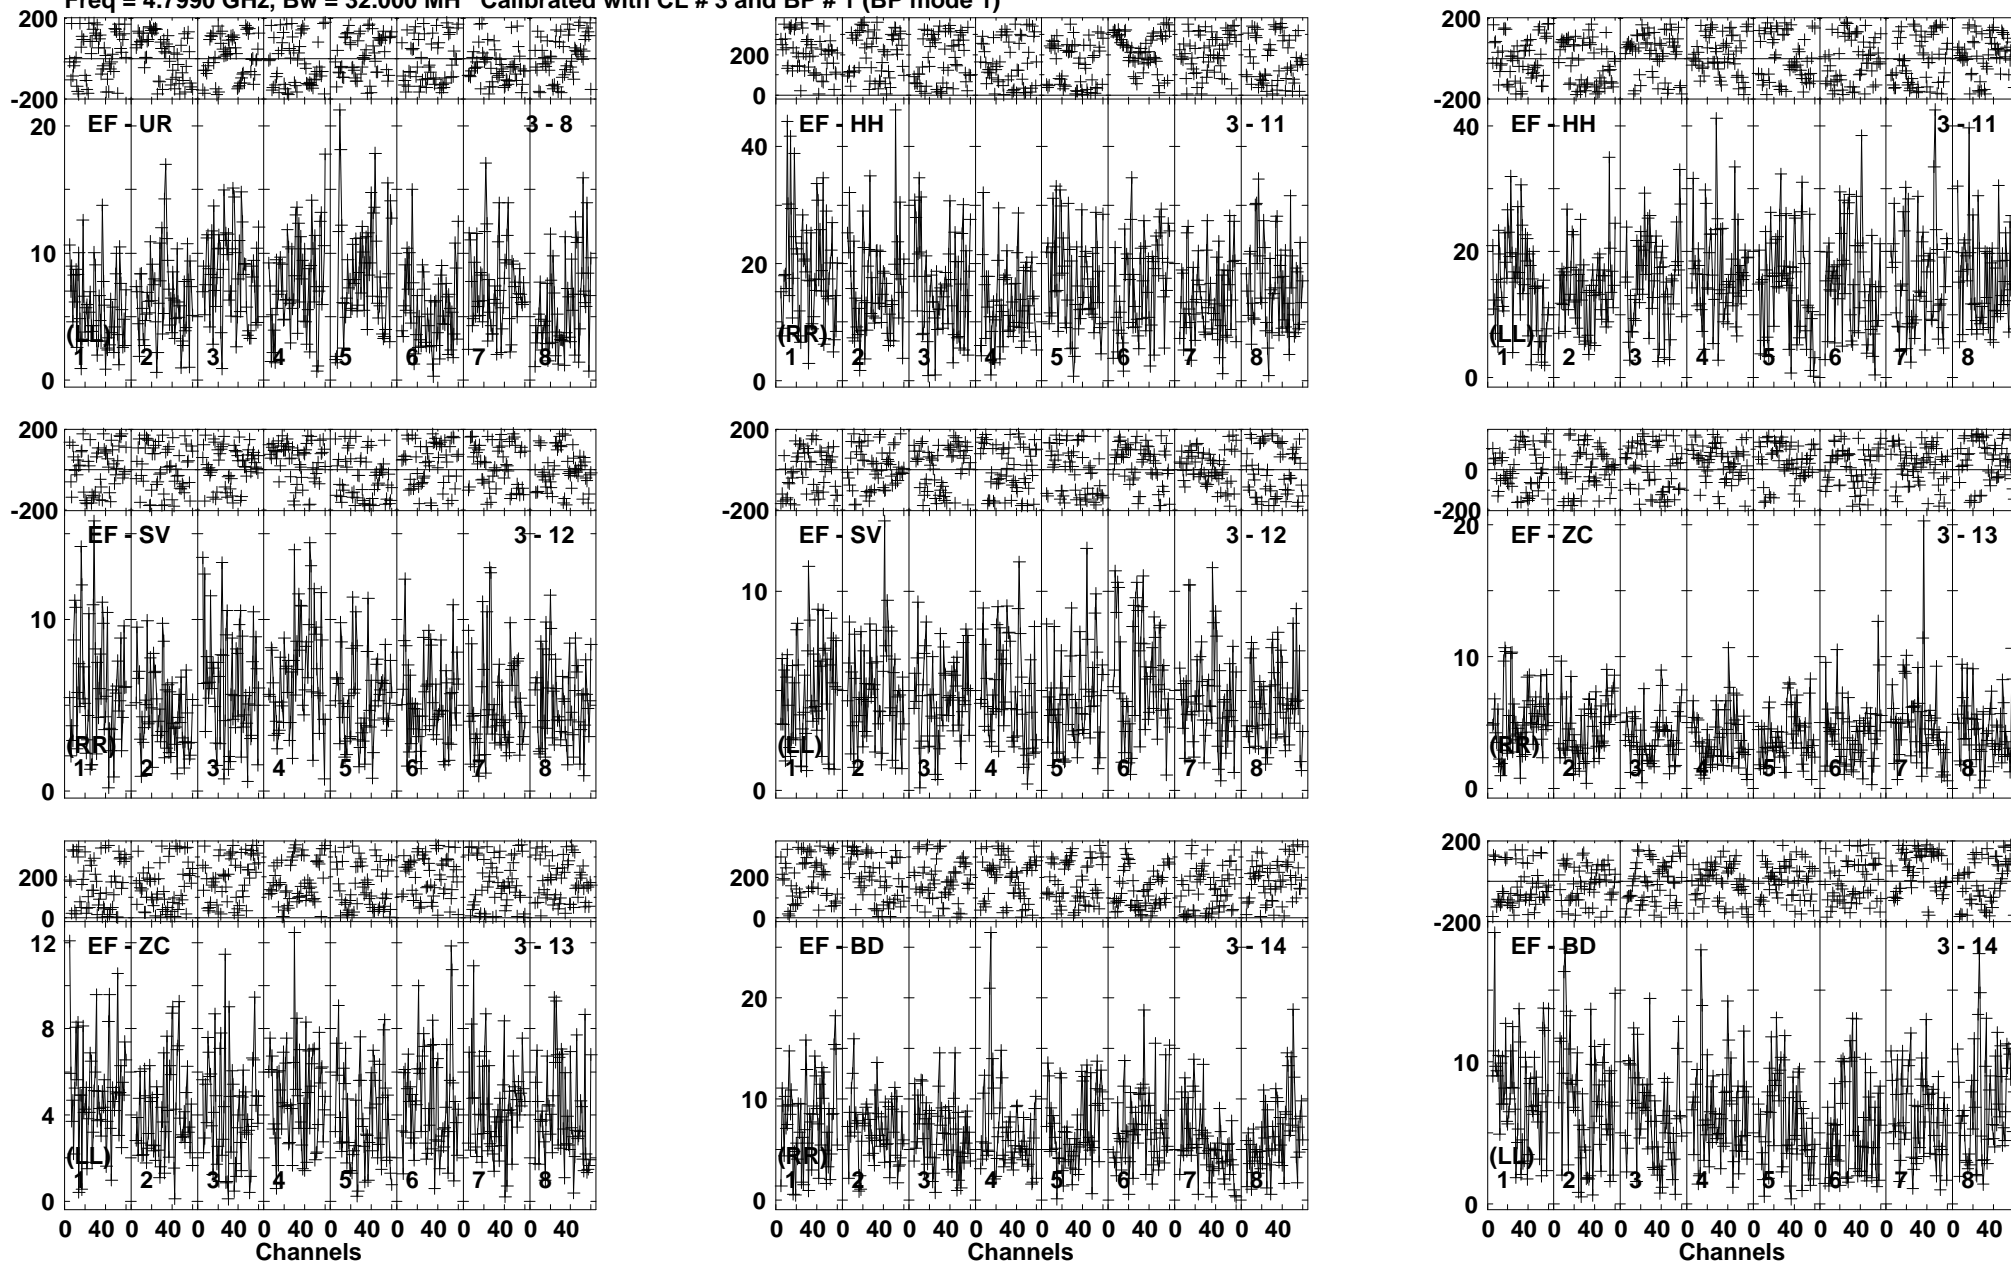 Freq = 4.7990 GHz, Bw = 32.000 MH Calibrated with CL # 3 and BP # 1 (BP mode 1)
200
-200
20
10
0
EF - UR 3 - 8
(LL)
1 2 3 4 5 6 7 8
200
0
40
20
0
EF - HH 3 - 11
(RR)
1 2 3 4 5 6 7 8
200
-200
40
20
0
EF - HH 3 - 11
(LL)
1 2 3 4 5 6 7 8
200
-200
10
0
EF - SV 3 - 12
(RR)
1 2 3 4 5 6 7 8
200
-200
10
0
EF - SV 3 - 12
(LL)
1 2 3 4 5 6 7 8
0
-200
20
10
0
EF - ZC 3 - 13
(RR)
1 2 3 4 5 6 7 8
200
0
12
8
4
0
EF - ZC 3 - 13
(LL)
1 2 3 4 5 6 7 8
0 40 0 40 0 40 0 40 0 40 0 40 0 40 0 40
Channels
200
0
20
10
0
EF - BD 3 - 14
(RR)
1 2 3 4 5 6 7 8
0 40 0 40 0 40 0 40 0 40 0 40 0 40 0 40
Channels
200
-200
10
0
EF - BD 3 - 14
(LL)
1 2 3 4 5 6 7 8
0 40 0 40 0 40 0 40 0 40 0 40 0 40 0 40
Channels